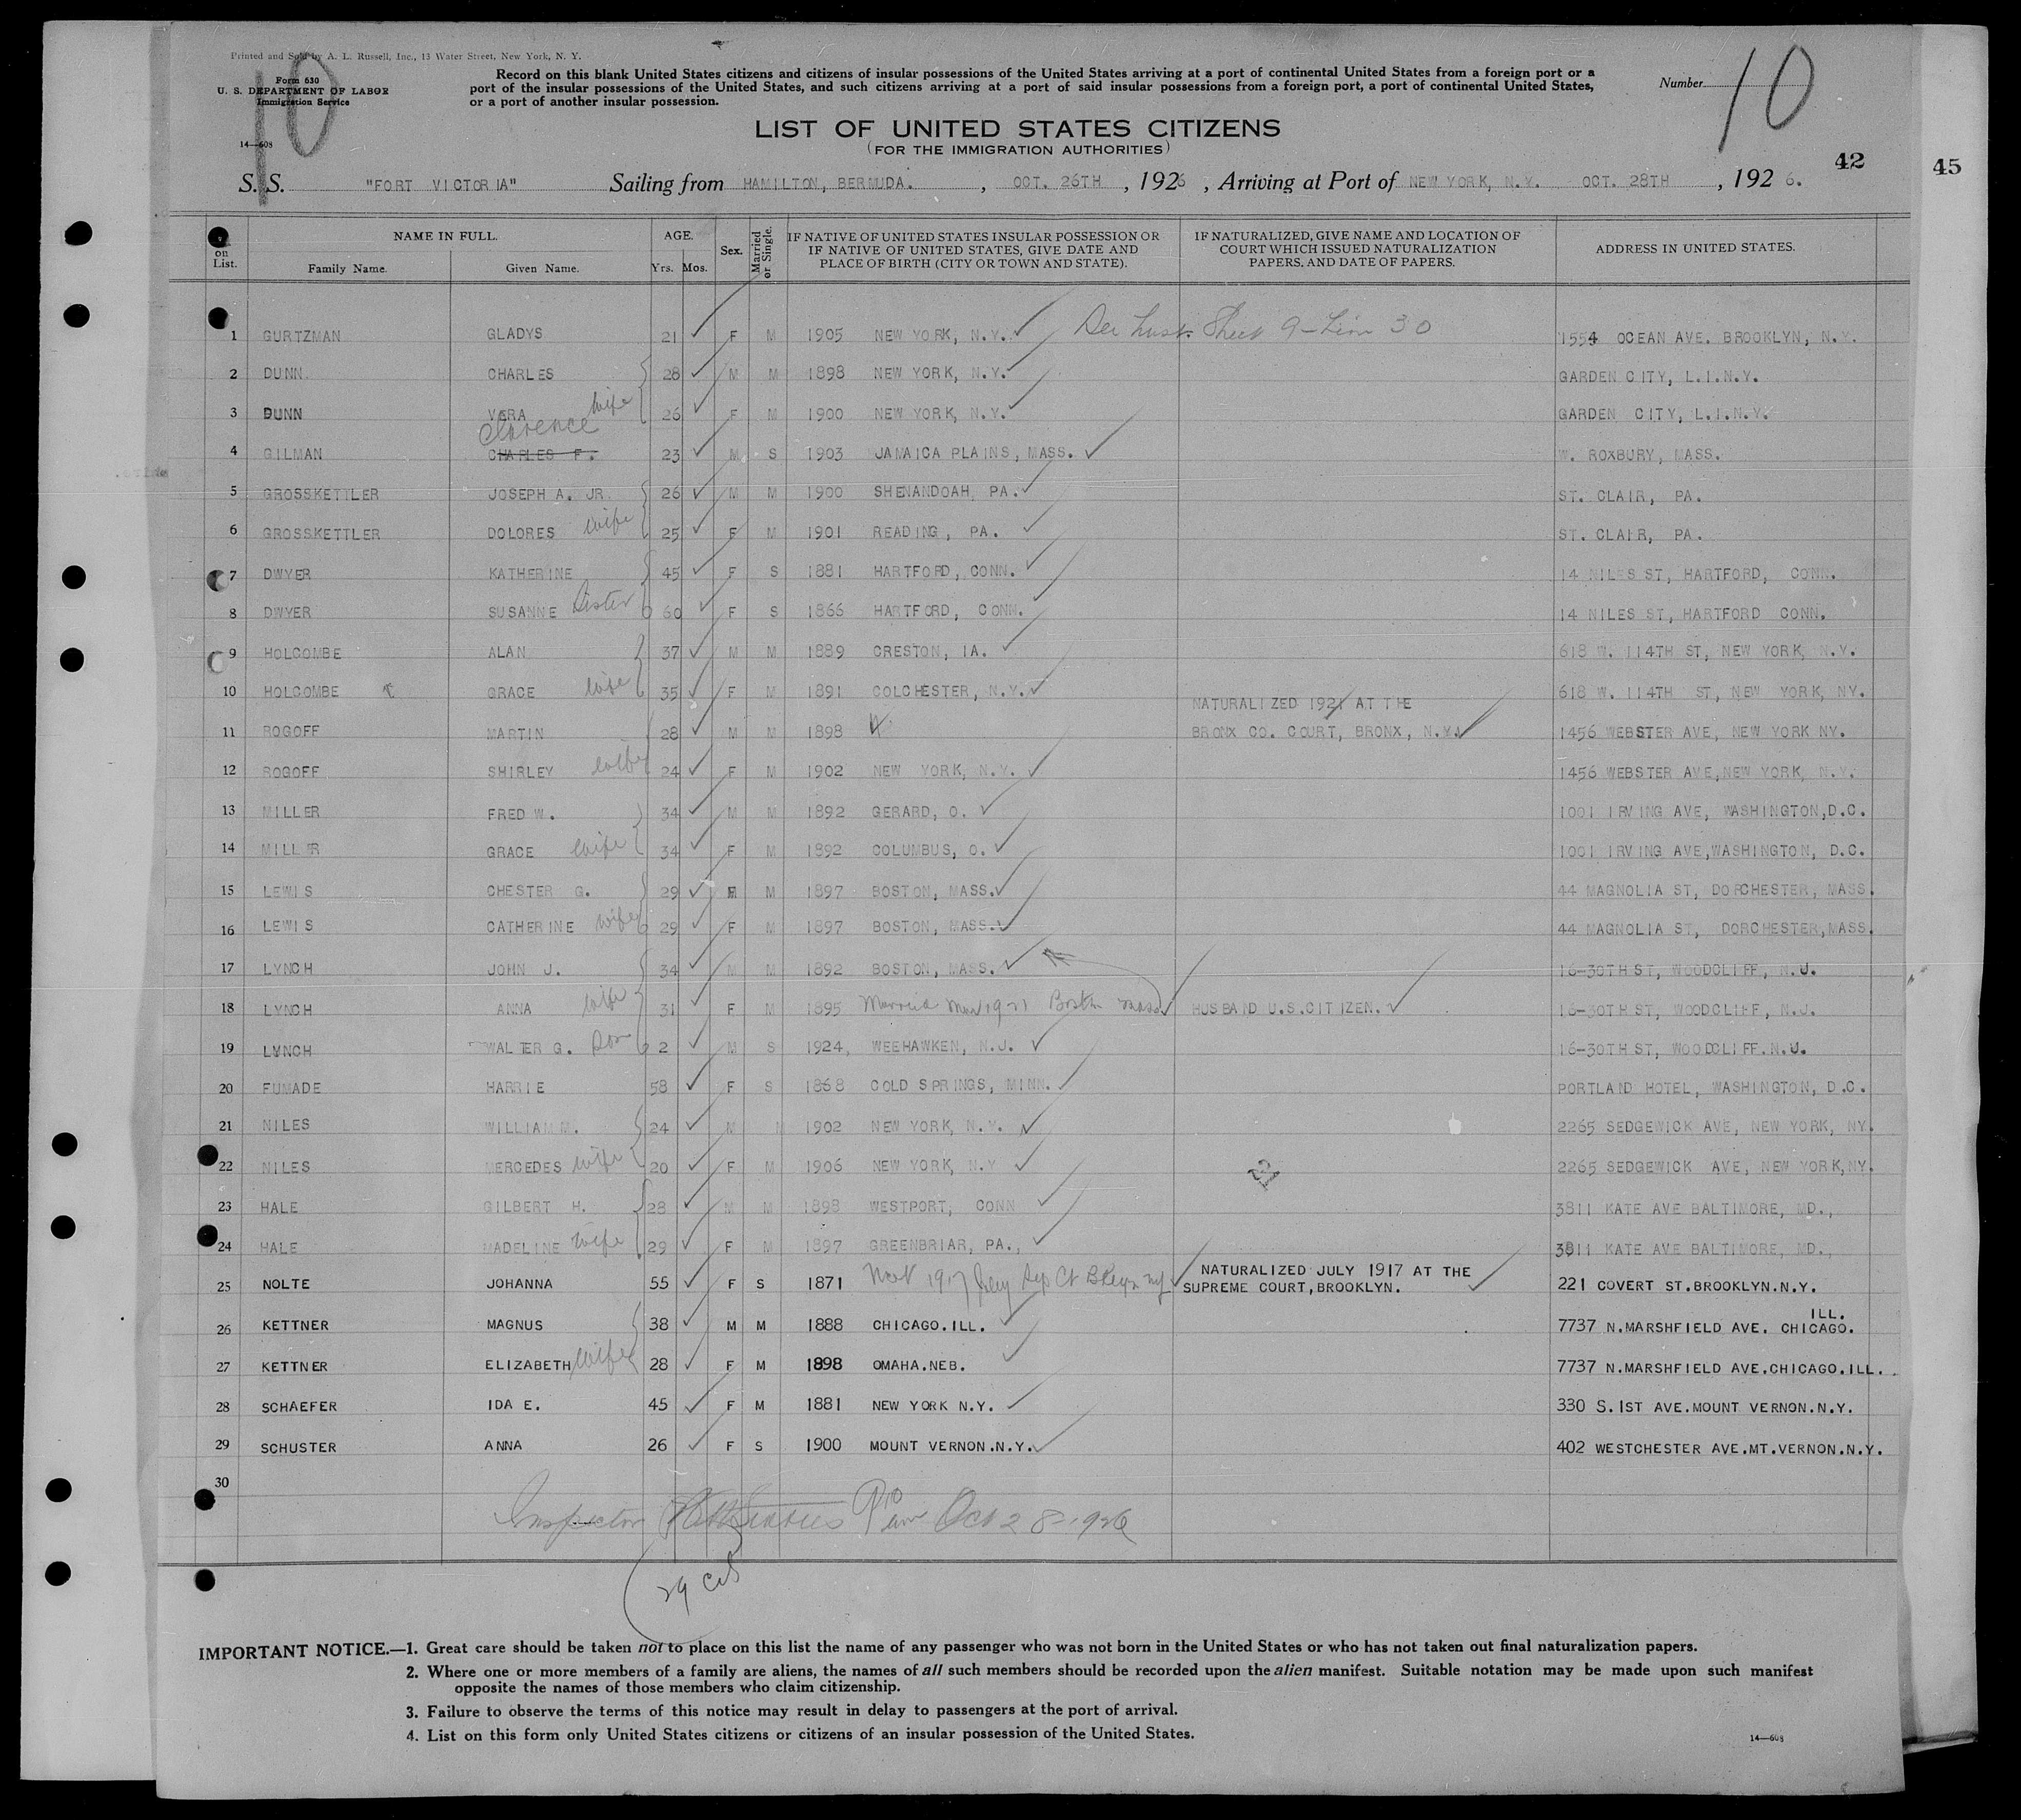 Printed and Sold by A. L. Russell, Inc., 13 Water Street, New York, N. Y.
Form 630
U. S. DEPARTMENT OF LABOR
Immigration Service
14—608
10
Record on this blank United States citizens and citizens of insular possessions of the United States arriving at a port of continental United States from a foreign port or a
port of the insular possessions of the United States, and such citizens arriving at a port of said insular possessions from a foreign port, a port of continental United States,
or a port of another insular possession.
Number 10
LIST OF UNITED STATES CITIZENS
(FOR THE IMMIGRATION AUTHORITIES)
42
45
S. S. "FORT VICTORIA" Sailing from HAMILTON, BERMUDA. , OCT. 26TH , 1926 , Arriving at Port of NEW YORK, N.Y. OCT. 28TH , 192 6.
on List. NAME IN FULL. Family Name. Given Name. AGE. Yrs. Mos. Sex. Married or Single. IF NATIVE OF UNITED STATES INSULAR POSSESSION OR IF NATIVE OF UNITED STATES, GIVE DATE AND PLACE OF BIRTH (CITY OR TOWN AND STATE). IF NATURALIZED, GIVE NAME AND LOCATION OF COURT WHICH ISSUED NATURALIZATION PAPERS, AND DATE OF PAPERS. ADDRESS IN UNITED STATES.
1 GURTZMAN GLADYS 21 F M 1905 NEW YORK, N.Y. Sheet 9 - Line 30 1554 OCEAN AVE. BROOKLYN, N.Y.
2 DUNN CHARLES 28 M M 1898 NEW YORK, N.Y. GARDEN CITY, L.I.N.Y.
3 DUNN VERA wife 26 F M 1900 NEW YORK, N.Y. GARDEN CITY, L.I.N.Y.
Clarence
4 GILMAN CHARLES F. 23 M S 1903 JAMAICA PLAINS, MASS. W. ROXBURY, MASS.
5 GROSSKETTLER JOSEPH A. JR 26 M M 1900 SHENANDOAH, PA. ST. CLAIR, PA.
6 GROSSKETTLER DOLORES wife 25 F M 1901 READING, PA. ST. CLAIR, PA.
7 DWYER KATHERINE 45 F S 1881 HARTFORD, CONN. 14 NILES ST, HARTFORD, CONN.
8 DWYER SUSANNE Sister 60 F S 1866 HARTFORD, CONN. 14 NILES ST, HARTFORD CONN.
9 HOLCOMBE ALAN 37 M M 1889 CRESTON, IA. 618 W. 114TH ST, NEW YORK, N.Y.
10 HOLCOMBE GRACE wife 35 F M 1891 COLCHESTER, N.Y. 618 W. 114TH ST, NEW YORK, NY.
NATURALIZED 1921 AT THE
11 ROGOFF MARTIN 28 M M 1898 BRONX CO. COURT, BRONX, N.Y. 1456 WEBSTER AVE, NEW YORK NY.
12 ROGOFF SHIRLEY wife 24 F M 1902 NEW YORK, N.Y. 1456 WEBSTER AVE, NEW YORK, N.Y.
13 MILLER FRED W. 34 M M 1892 GERARD, O. 1001 IRVING AVE, WASHINGTON, D.C.
14 MILLER GRACE wife 34 F M 1892 COLUMBUS, O. 1001 IRVING AVE, WASHINGTON, D.C.
15 LEWIS CHESTER G. 29 M M 1897 BOSTON, MASS. 44 MAGNOLIA ST, DORCHESTER, MASS.
16 LEWIS CATHERINE wife 29 F M 1897 BOSTON, MASS. 44 MAGNOLIA ST, DORCHESTER, MASS.
17 LYNCH JOHN J. 34 M M 1892 BOSTON, MASS. 16-30TH ST, WOODCLIFF, N.J.
18 LYNCH ANNA wife 31 F M 1895 Married 1921 Boston Mass HUSBAND U.S.CITIZEN. 16-30TH ST, WOODCLIFF, N.J.
19 LYNCH WALTER G. Son 2 M S 1924, WEEHAWKEN, N.J. 16-30TH ST, WOODCLIFF.N.J.
20 FUMADE HARRIE 58 F S 1868 COLD SPRINGS, MINN. PORTLAND HOTEL, WASHINGTON, D.C.
21 NILES WILLIAM M. 24 M M 1902 NEW YORK, N.Y. 2265 SEDGEWICK AVE, NEW YORK, NY.
22 NILES MERCEDES wife 20 F M 1906 NEW YORK, N.Y 2265 SEDGEWICK AVE, NEW YORK, NY.
23 HALE GILBERT H. 28 M M 1898 WESTPORT, CONN 3811 KATE AVE BALTIMORE, MD.,
24 HALE MADELINE wife 29 F M 1897 GREENBRIAR, PA., 3811 KATE AVE BALTIMORE, MD.,
NATURALIZED JULY 1917 AT THE
25 NOLTE JOHANNA 55 F S 1871 Nat 1917 July Sup Ct Bklyn NY SUPREME COURT, BROOKLYN. 221 COVERT ST.BROOKLYN.N.Y.
ILL.
26 KETTNER MAGNUS 38 M M 1888 CHICAGO.ILL. 7737 N.MARSHFIELD AVE. CHICAGO.
27 KETTNER ELIZABETH wife 28 F M 1898 OMAHA.NEB. 7737 N.MARSHFIELD AVE.CHICAGO.ILL.
28 SCHAEFER IDA E. 45 F M 1881 NEW YORK N.Y. 330 S.1ST AVE.MOUNT VERNON.N.Y.
29 SCHUSTER ANNA 26 F S 1900 MOUNT VERNON.N.Y. 402 WESTCHESTER AVE.MT.VERNON.N.Y.
30
Inspector Oct 28-1926
29 Cit
IMPORTANT NOTICE.—1. Great care should be taken not to place on this list the name of any passenger who was not born in the United States or who has not taken out final naturalization papers.
2. Where one or more members of a family are aliens, the names of all such members should be recorded upon the alien manifest. Suitable notation may be made upon such manifest
opposite the names of those members who claim citizenship.
3. Failure to observe the terms of this notice may result in delay to passengers at the port of arrival.
4. List on this form only United States citizens or citizens of an insular possession of the United States.
14—608